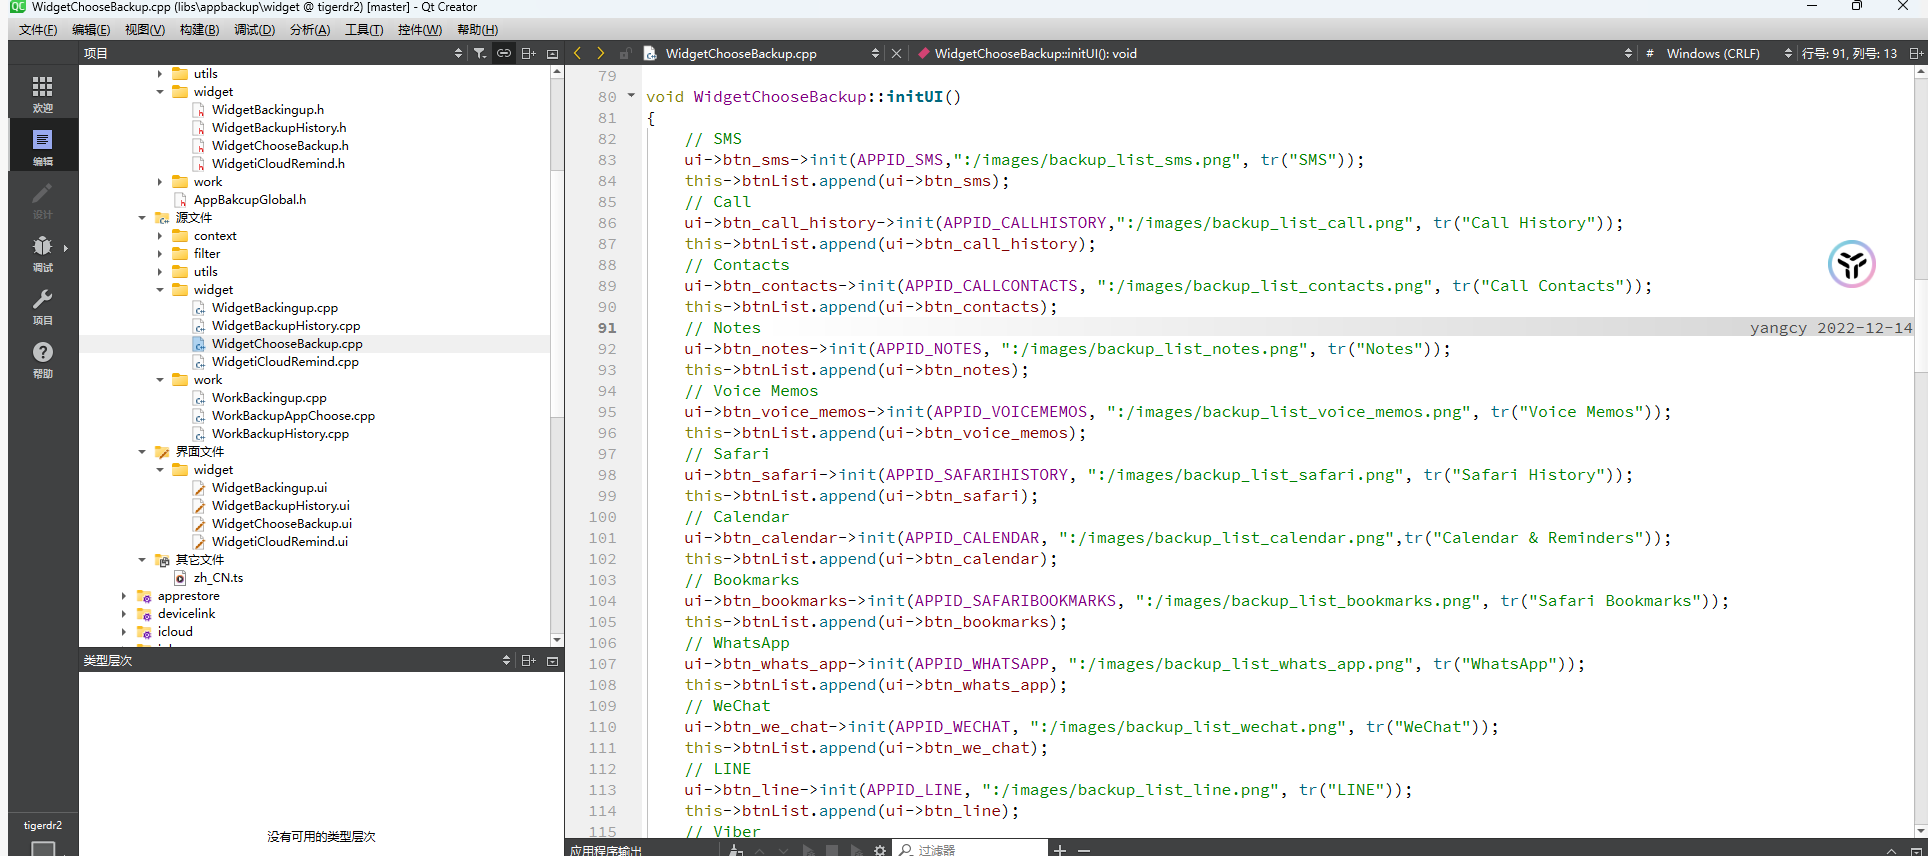 WidgetChooseBackup.cpp (libs\appbackup\widget @ tigerdr2) [master] - Qt Creator
文件(F) 编辑(E) 视图(V) 构建(B) 调试(D) 分析(A) 工具(T) 控件(W) 帮助(H)
项目
WidgetChooseBackup.cpp
WidgetChooseBackup::initUI(): void
# Windows (CRLF)
行号: 91, 列号: 13
欢迎
编辑
设计
调试
项目
帮助
tigerdr2
utils
widget
WidgetBackingup.h
WidgetBackupHistory.h
WidgetChooseBackup.h
WidgetiCloudRemind.h
work
AppBakcupGlobal.h
源文件
context
filter
utils
widget
WidgetBackingup.cpp
WidgetBackupHistory.cpp
WidgetChooseBackup.cpp
WidgetiCloudRemind.cpp
work
WorkBackingup.cpp
WorkBackupAppChoose.cpp
WorkBackupHistory.cpp
界面文件
widget
WidgetBackingup.ui
WidgetBackupHistory.ui
WidgetChooseBackup.ui
WidgetiCloudRemind.ui
其它文件
zh_CN.ts
apprestore
devicelink
icloud
类型层次
没有可用的类型层次
79
80 void WidgetChooseBackup::initUI()
81 {
82 // SMS
83 ui->btn_sms->init(APPID_SMS,":/images/backup_list_sms.png", tr("SMS"));
84 this->btnList.append(ui->btn_sms);
85 // Call
86 ui->btn_call_history->init(APPID_CALLHISTORY,":/images/backup_list_call.png", tr("Call History"));
87 this->btnList.append(ui->btn_call_history);
88 // Contacts
89 ui->btn_contacts->init(APPID_CALLCONTACTS, ":/images/backup_list_contacts.png", tr("Call Contacts"));
90 this->btnList.append(ui->btn_contacts);
91 // Notes yangcy 2022-12-14
92 ui->btn_notes->init(APPID_NOTES, ":/images/backup_list_notes.png", tr("Notes"));
93 this->btnList.append(ui->btn_notes);
94 // Voice Memos
95 ui->btn_voice_memos->init(APPID_VOICEMEMOS, ":/images/backup_list_voice_memos.png", tr("Voice Memos"));
96 this->btnList.append(ui->btn_voice_memos);
97 // Safari
98 ui->btn_safari->init(APPID_SAFARIHISTORY, ":/images/backup_list_safari.png", tr("Safari History"));
99 this->btnList.append(ui->btn_safari);
100 // Calendar
101 ui->btn_calendar->init(APPID_CALENDAR, ":/images/backup_list_calendar.png",tr("Calendar & Reminders"));
102 this->btnList.append(ui->btn_calendar);
103 // Bookmarks
104 ui->btn_bookmarks->init(APPID_SAFARIBOOKMARKS, ":/images/backup_list_bookmarks.png", tr("Safari Bookmarks"));
105 this->btnList.append(ui->btn_bookmarks);
106 // WhatsApp
107 ui->btn_whats_app->init(APPID_WHATSAPP, ":/images/backup_list_whats_app.png", tr("WhatsApp"));
108 this->btnList.append(ui->btn_whats_app);
109 // WeChat
110 ui->btn_we_chat->init(APPID_WECHAT, ":/images/backup_list_wechat.png", tr("WeChat"));
111 this->btnList.append(ui->btn_we_chat);
112 // LINE
113 ui->btn_line->init(APPID_LINE, ":/images/backup_list_line.png", tr("LINE"));
114 this->btnList.append(ui->btn_line);
115 // Viber
应用程序输出
过滤器